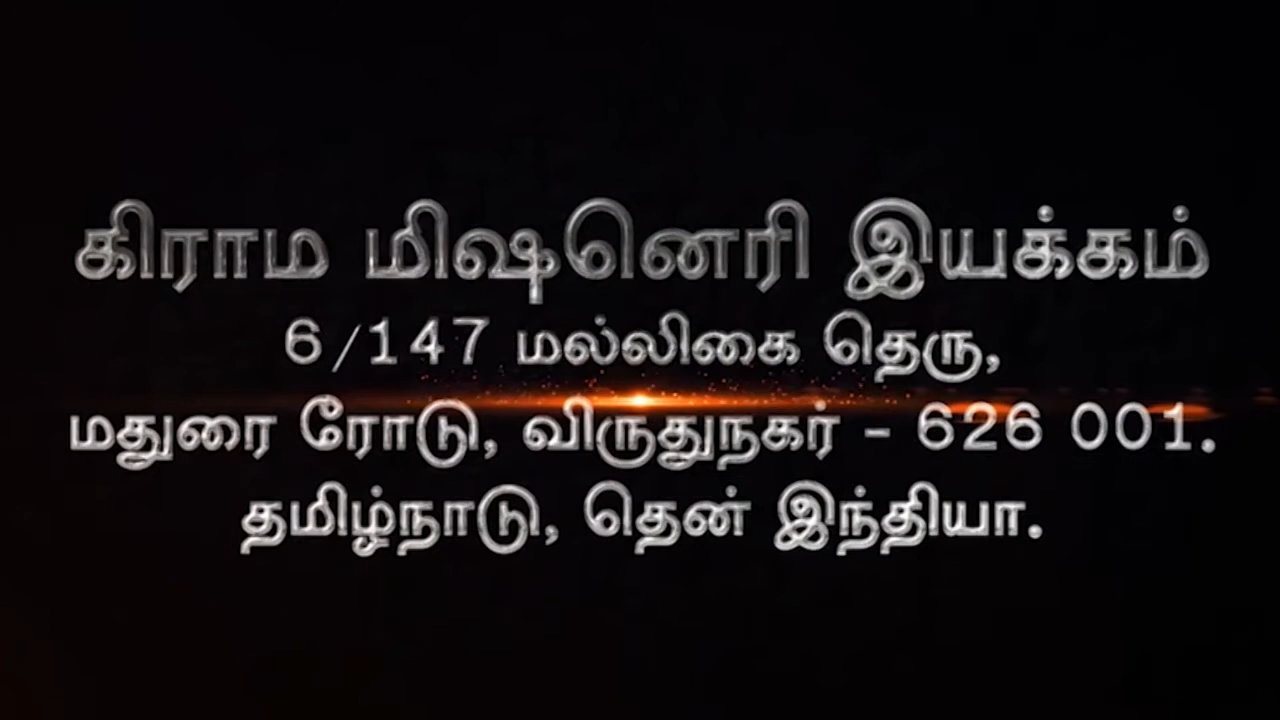 கிராம மிஷனெரி இயக்கம்
6/147 மல்லிகை தெரு,
மதுரை ரோடு, விருதுநகர் - 626 001.
தமிழ்நாடு, தென் இந்தியா.